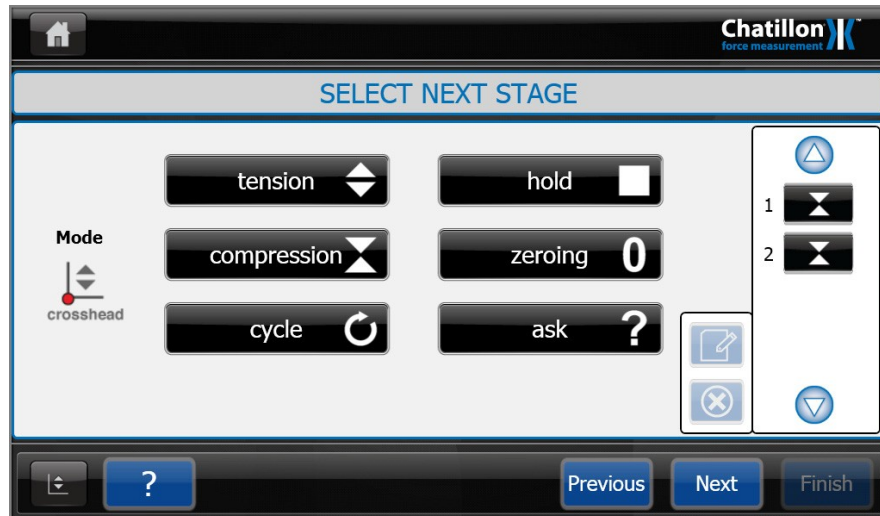 Chatillon™
force measurement
SELECT NEXT STAGE
Mode
crosshead
tension
hold
compression
zeroing 0
cycle
ask ?
1
2
?
Previous
Next
Finish